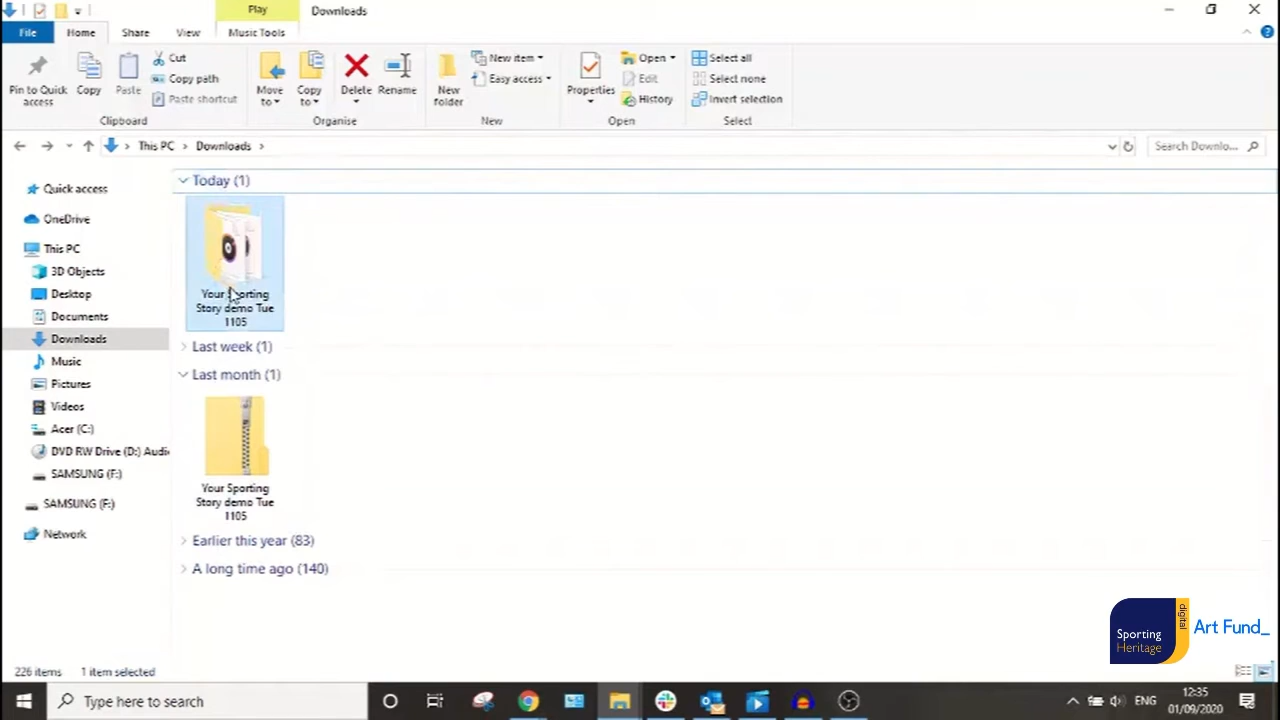 Play
Downloads
File
Home
Share
View
Music Tools
Pin to Quick
access
Copy
Paste
Cut
Copy path
Paste shortcut
Clipboard
Move
to
Copy
to
Delete
Rename
Organise
New
folder
New item
Easy access
New
Properties
Open
Edit
History
Open
Select all
Select none
Invert selection
Select
This PC
Downloads
Search Downlo...
Quick access
OneDrive
This PC
3D Objects
Desktop
Documents
Downloads
Music
Pictures
Videos
Acer (C:)
DVD RW Drive (D:) Audi
SAMSUNG (F:)
SAMSUNG (F:)
Network
Today (1)
Your Sporting
Story demo Tue
1105
Last week (1)
Last month (1)
Your Sporting
Story demo Tue
1105
Earlier this year (83)
A long time ago (140)
Sporting
Heritage
digital
Art Fund_
226 items
1 item selected
Type here to search
ENG
12:35
01/09/2020